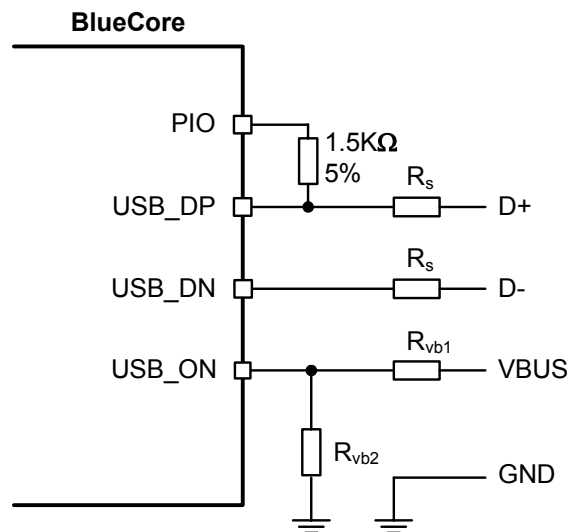 BlueCore
PIO
1.5KΩ
5%
USB_DP
Rs
D+
USB_DN
Rs
D-
USB_ON
Rvb1
VBUS
Rvb2
GND